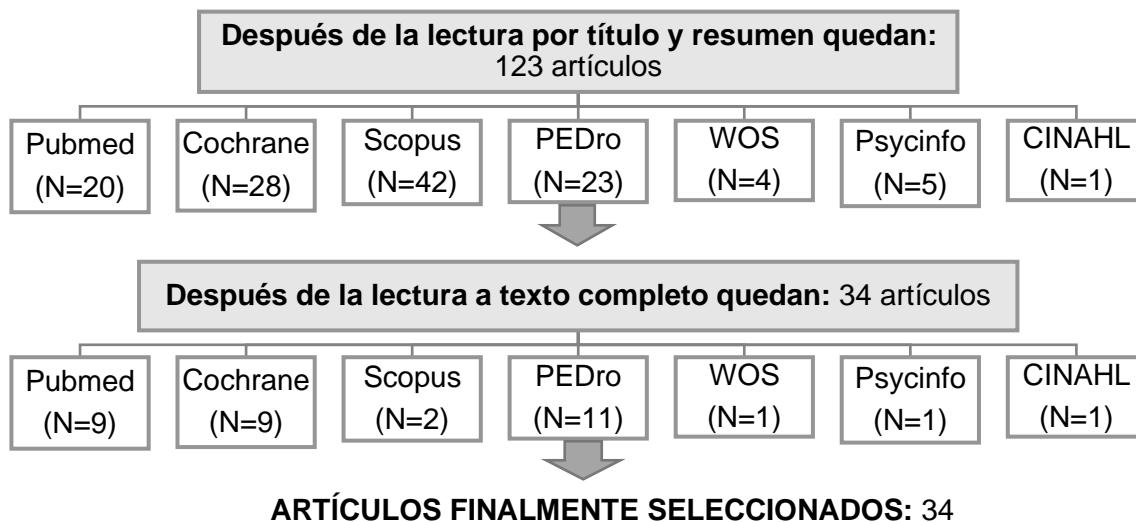 Después de la lectura por título y resumen quedan:
123 artículos
Pubmed
(N=20)
Cochrane
(N=28)
Scopus
(N=42)
PEDro
(N=23)
WOS
(N=4)
Psycinfo
(N=5)
CINAHL
(N=1)
Después de la lectura a texto completo quedan: 34 artículos
Pubmed
(N=9)
Cochrane
(N=9)
Scopus
(N=2)
PEDro
(N=11)
WOS
(N=1)
Psycinfo
(N=1)
CINAHL
(N=1)
ARTÍCULOS FINALMENTE SELECCIONADOS: 34